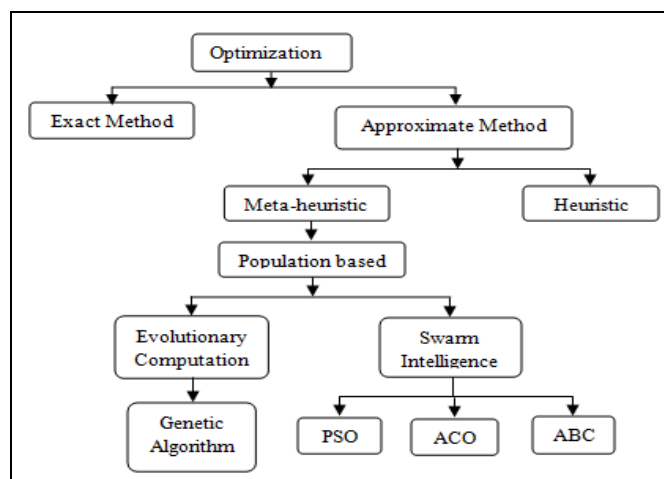 Optimization
Exact Method
Approximate Method
Meta-heuristic
Heuristic
Population based
Evolutionary
Computation
Swarm
Intelligence
Genetic
Algorithm
PSO
ACO
ABC